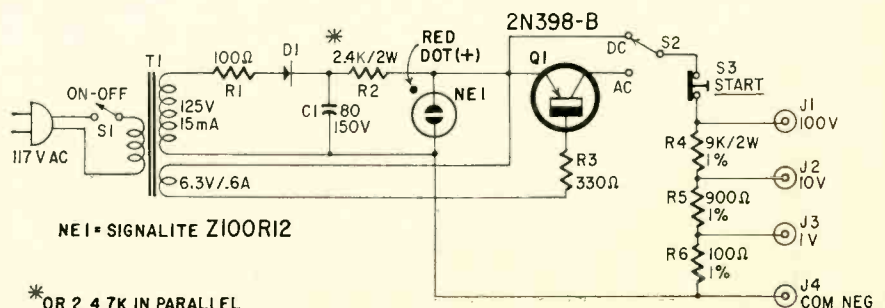 2N398-B
T1
100Ω
R1
D1
*
2.4K/2W
R2
RED
DOT(+)
NE1
Q1
DC
S2
AC
S3
START
ON-OFF
S1
117V AC
125V
15mA
C1
80
150V
6.3V/.6A
R3
330Ω
J1
100V
R4
9K/2W
1%
J2
10V
R5
900Ω
1%
J3
1V
R6
100Ω
1%
J4
COM NEG
NE1= SIGNALITE Z100R12
*OR 2 4.7K IN PARALLEL